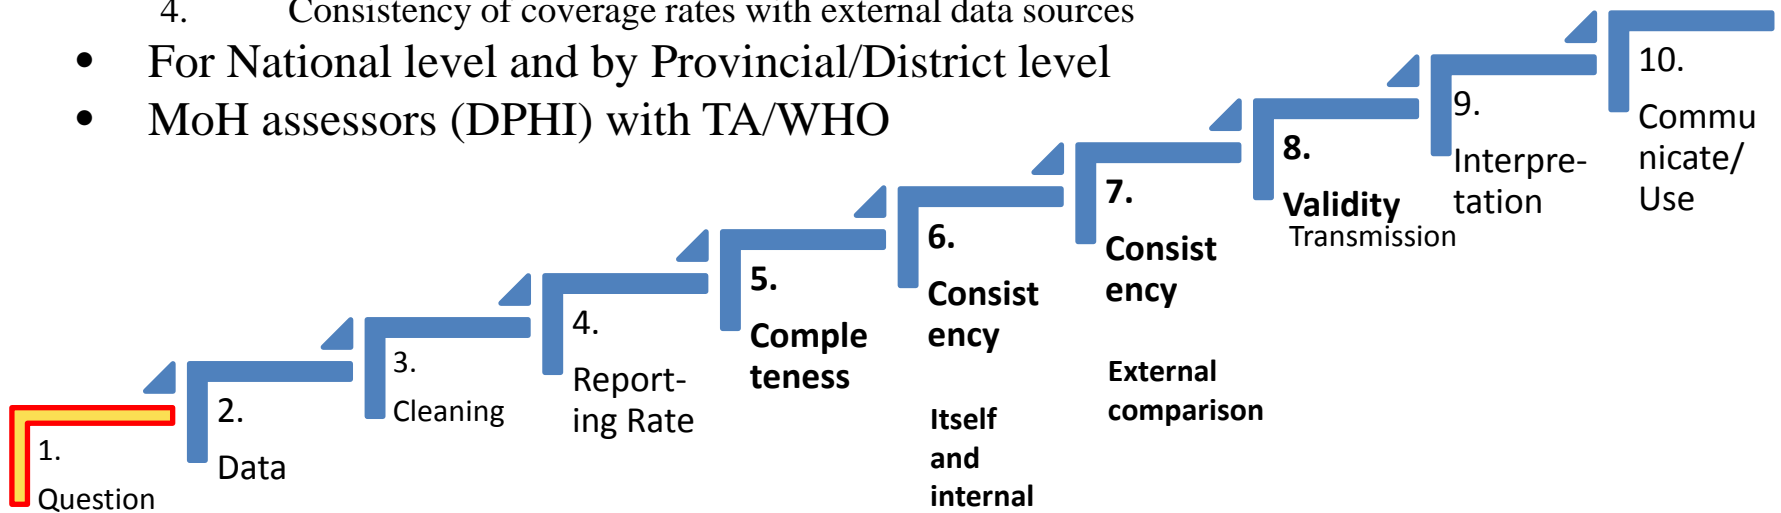 4. Consistency of coverage rates with external data sources
• For National level and by Provincial/District level
• MoH assessors (DPHI) with TA/WHO
1.
Question
2.
Data
3.
Cleaning
4.
Report-
ing Rate
5.
Comple
teness
6.
Consist
ency
Itself
and
internal
7.
Consist
ency
External
comparison
8.
Validity
Transmission
9.
Interpre-
tation
10.
Commu
nicate/
Use